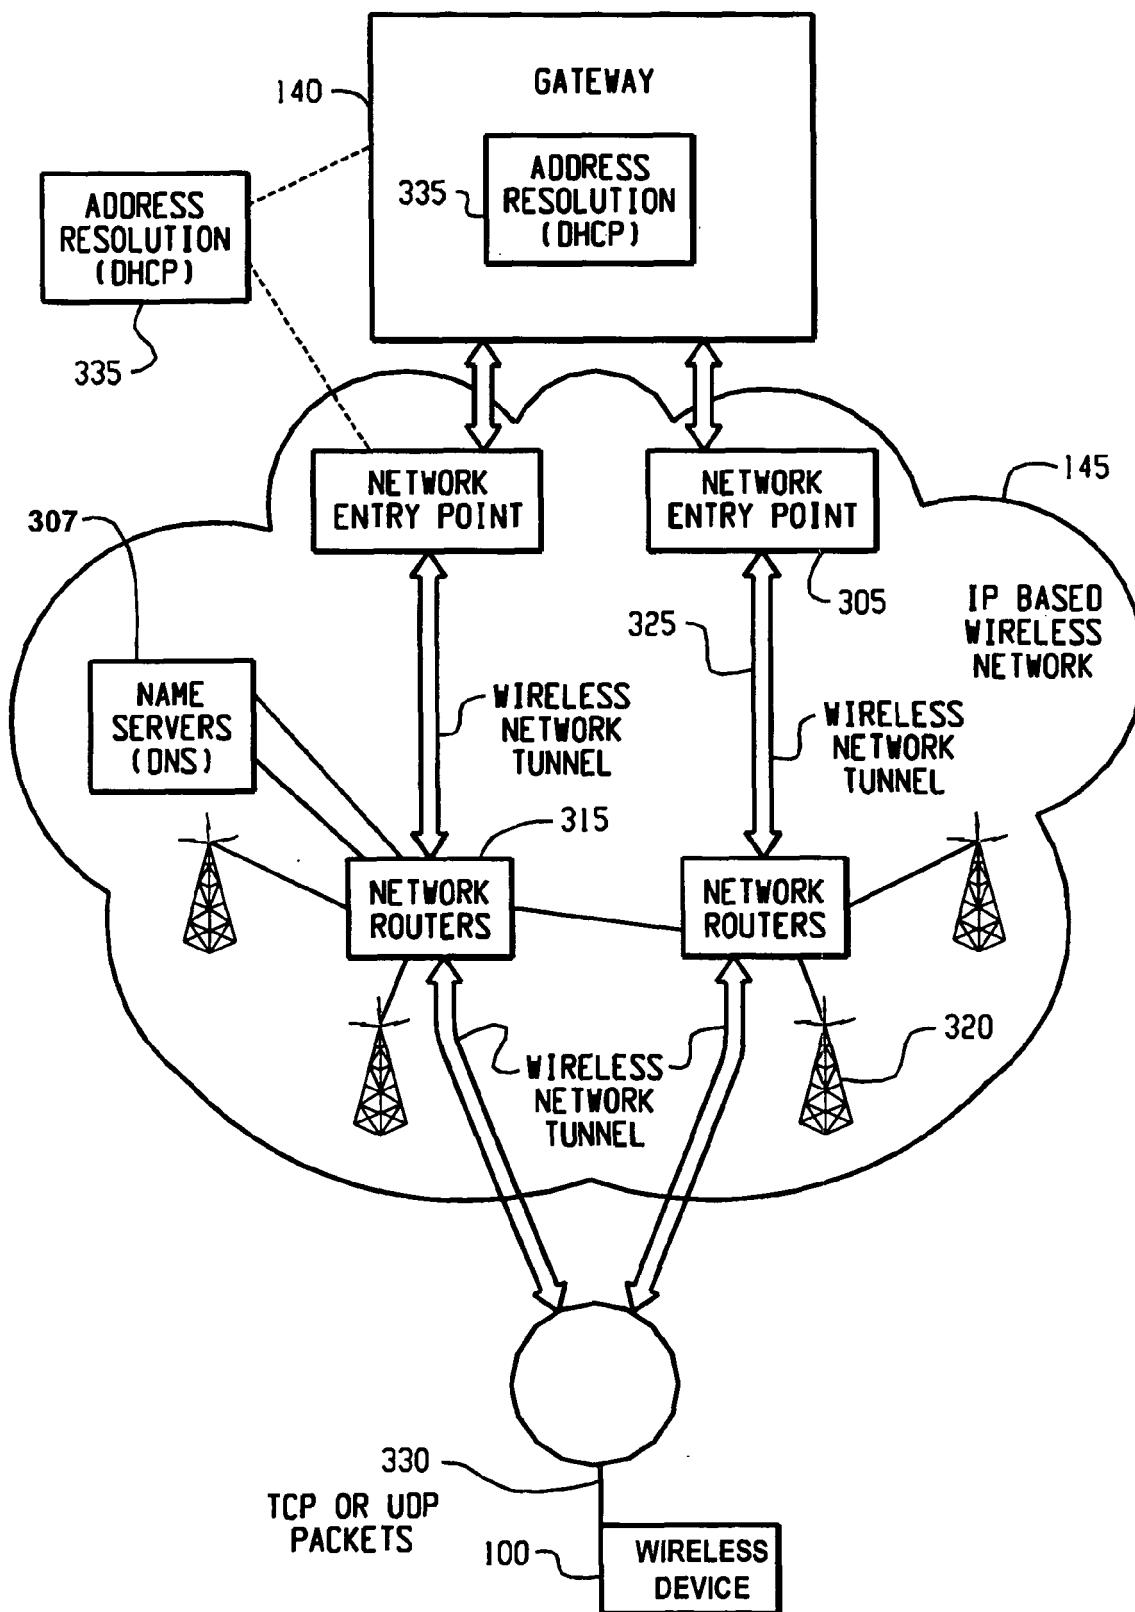 GATEWAY
140
ADDRESS
RESOLUTION
(DHCP)
335
ADDRESS
RESOLUTION
(DHCP)
335
145
NETWORK
ENTRY POINT
NETWORK
ENTRY POINT
307
305
325
IP BASED
WIRELESS
NETWORK
NAME
SERVERS
(DNS)
WIRELESS
NETWORK
TUNNEL
WIRELESS
NETWORK
TUNNEL
315
NETWORK
ROUTERS
NETWORK
ROUTERS
320
WIRELESS
NETWORK
TUNNEL
330
TCP OR UDP
PACKETS
100
WIRELESS
DEVICE